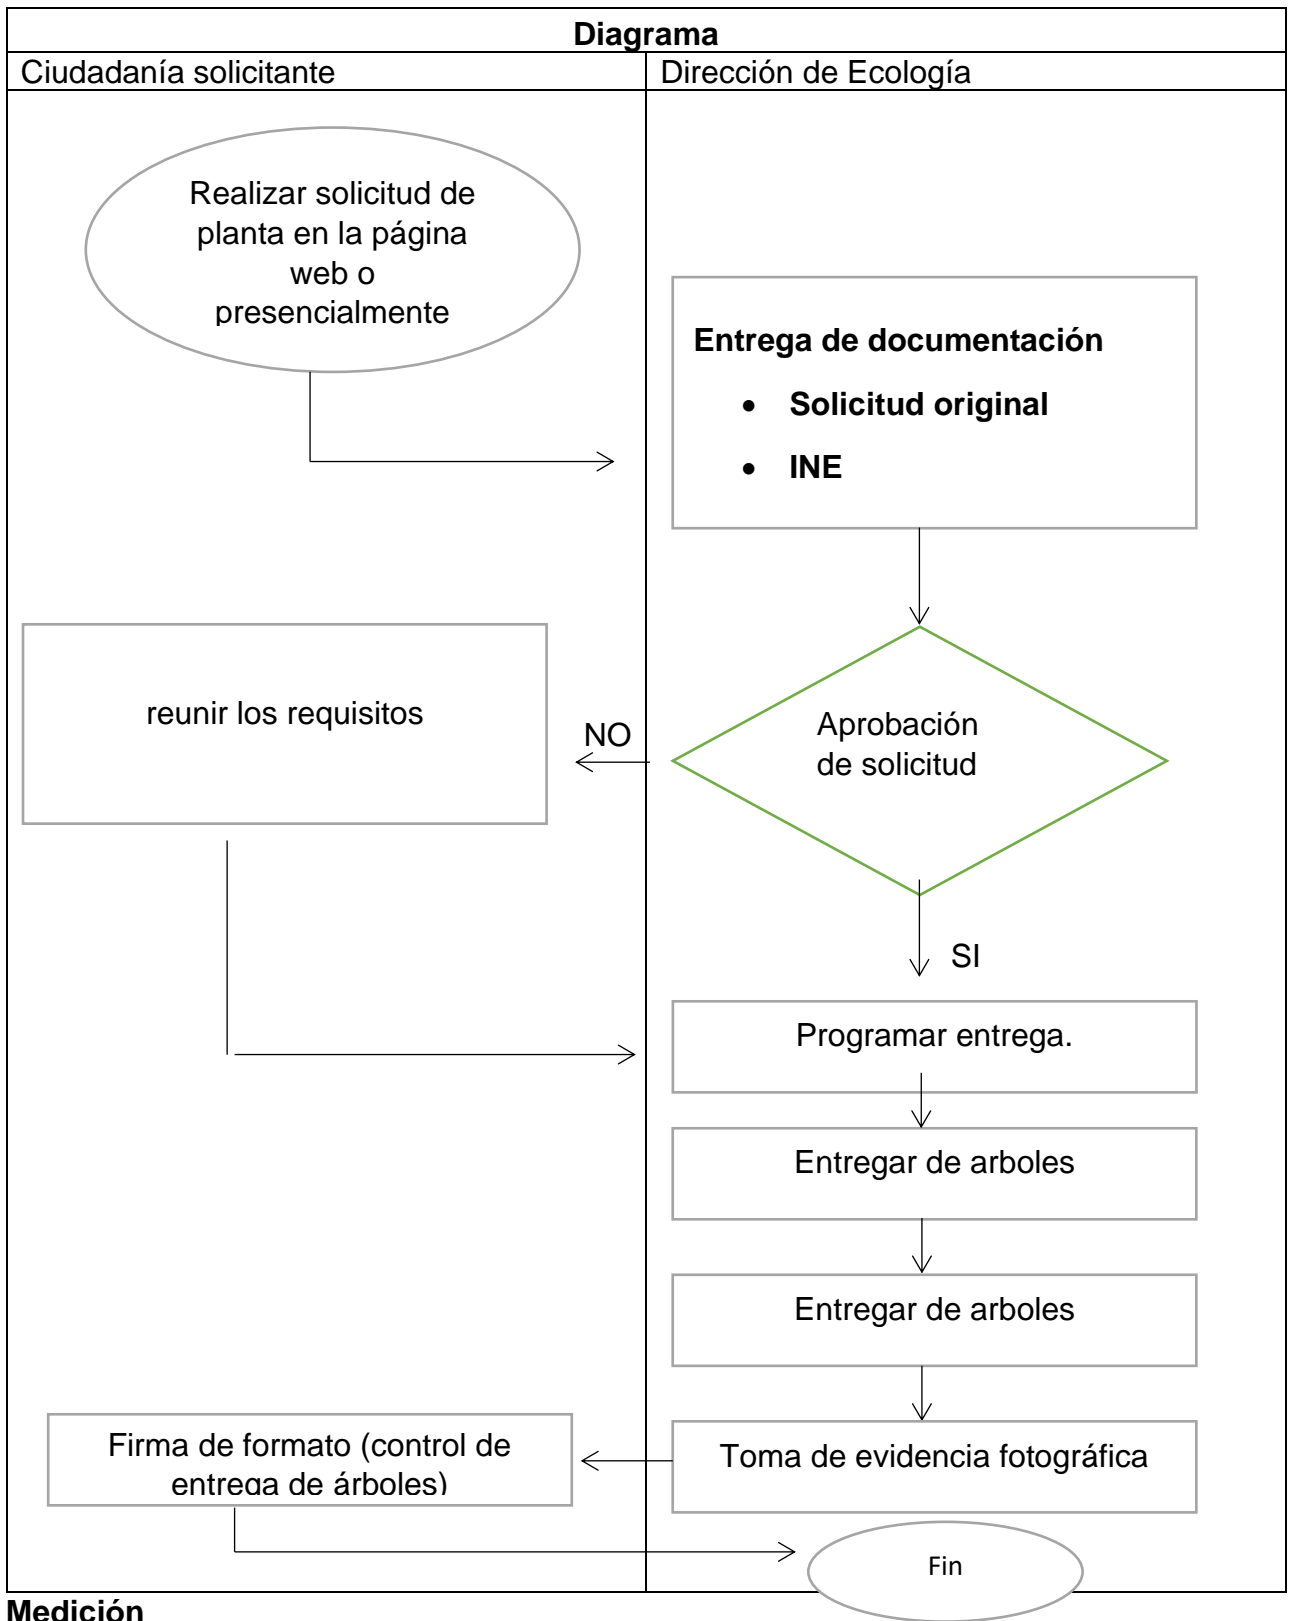 Diagrama
Ciudadanía solicitante
Dirección de Ecología
Realizar solicitud de
planta en la página
web o
presencialmente
Entrega de documentación
• Solicitud original
• INE
reunir los requisitos
NO
Aprobación
de solicitud
SI
Programar entrega.
Entregar de arboles
Entregar de arboles
Toma de evidencia fotográfica
Firma de formato (control de
entrega de árboles)
Fin
Medición